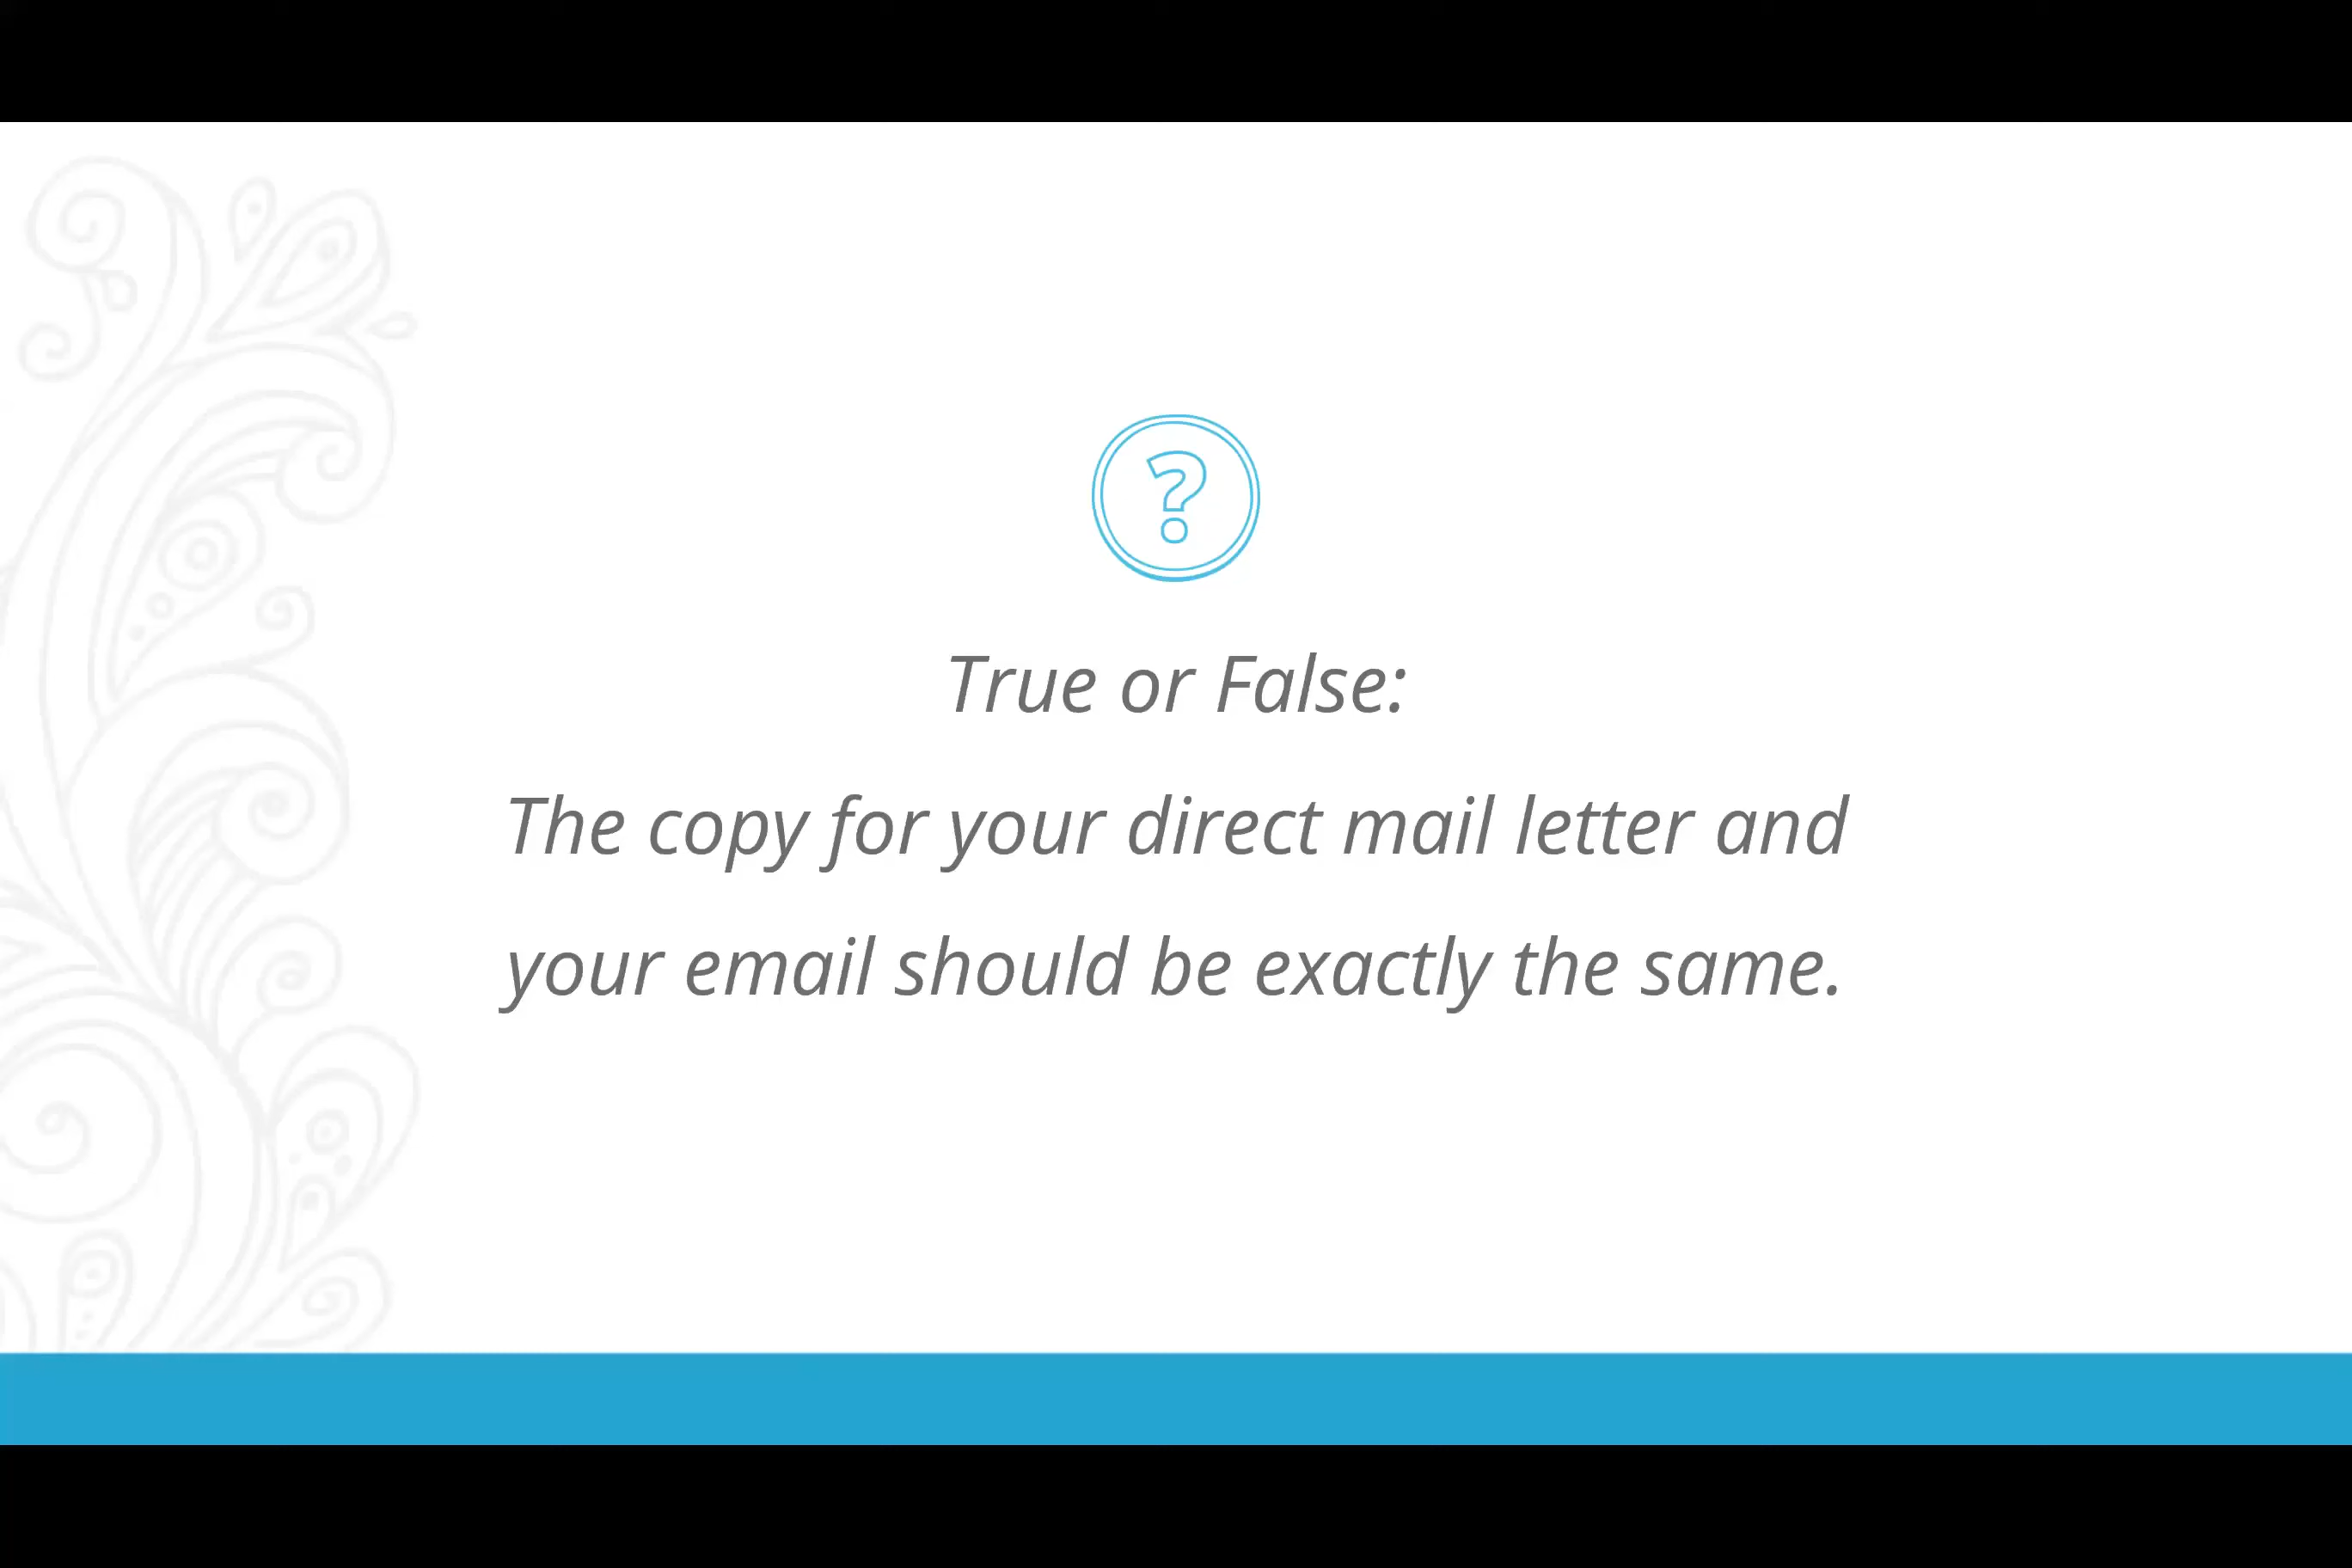 ?
True or False:
The copy for your direct mail letter and
your email should be exactly the same.